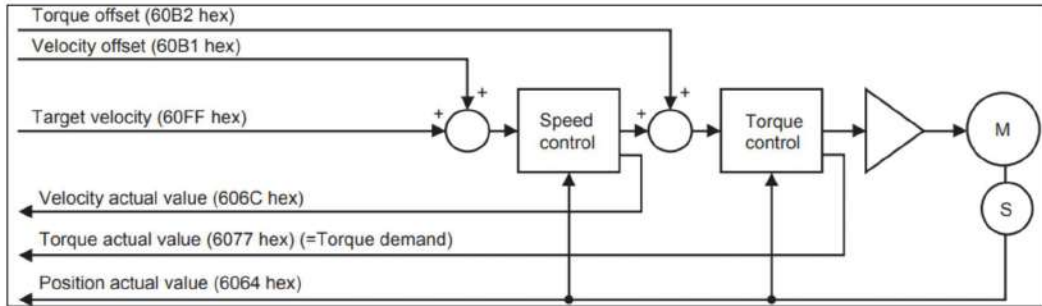 Torque offset (60B2 hex)
Velocity offset (60B1 hex)
+
+
+
+
Target velocity (60FF hex)
Speed
control
Torque
control
M
S
Velocity actual value (606C hex)
Torque actual value (6077 hex) (=Torque demand)
Position actual value (6064 hex)